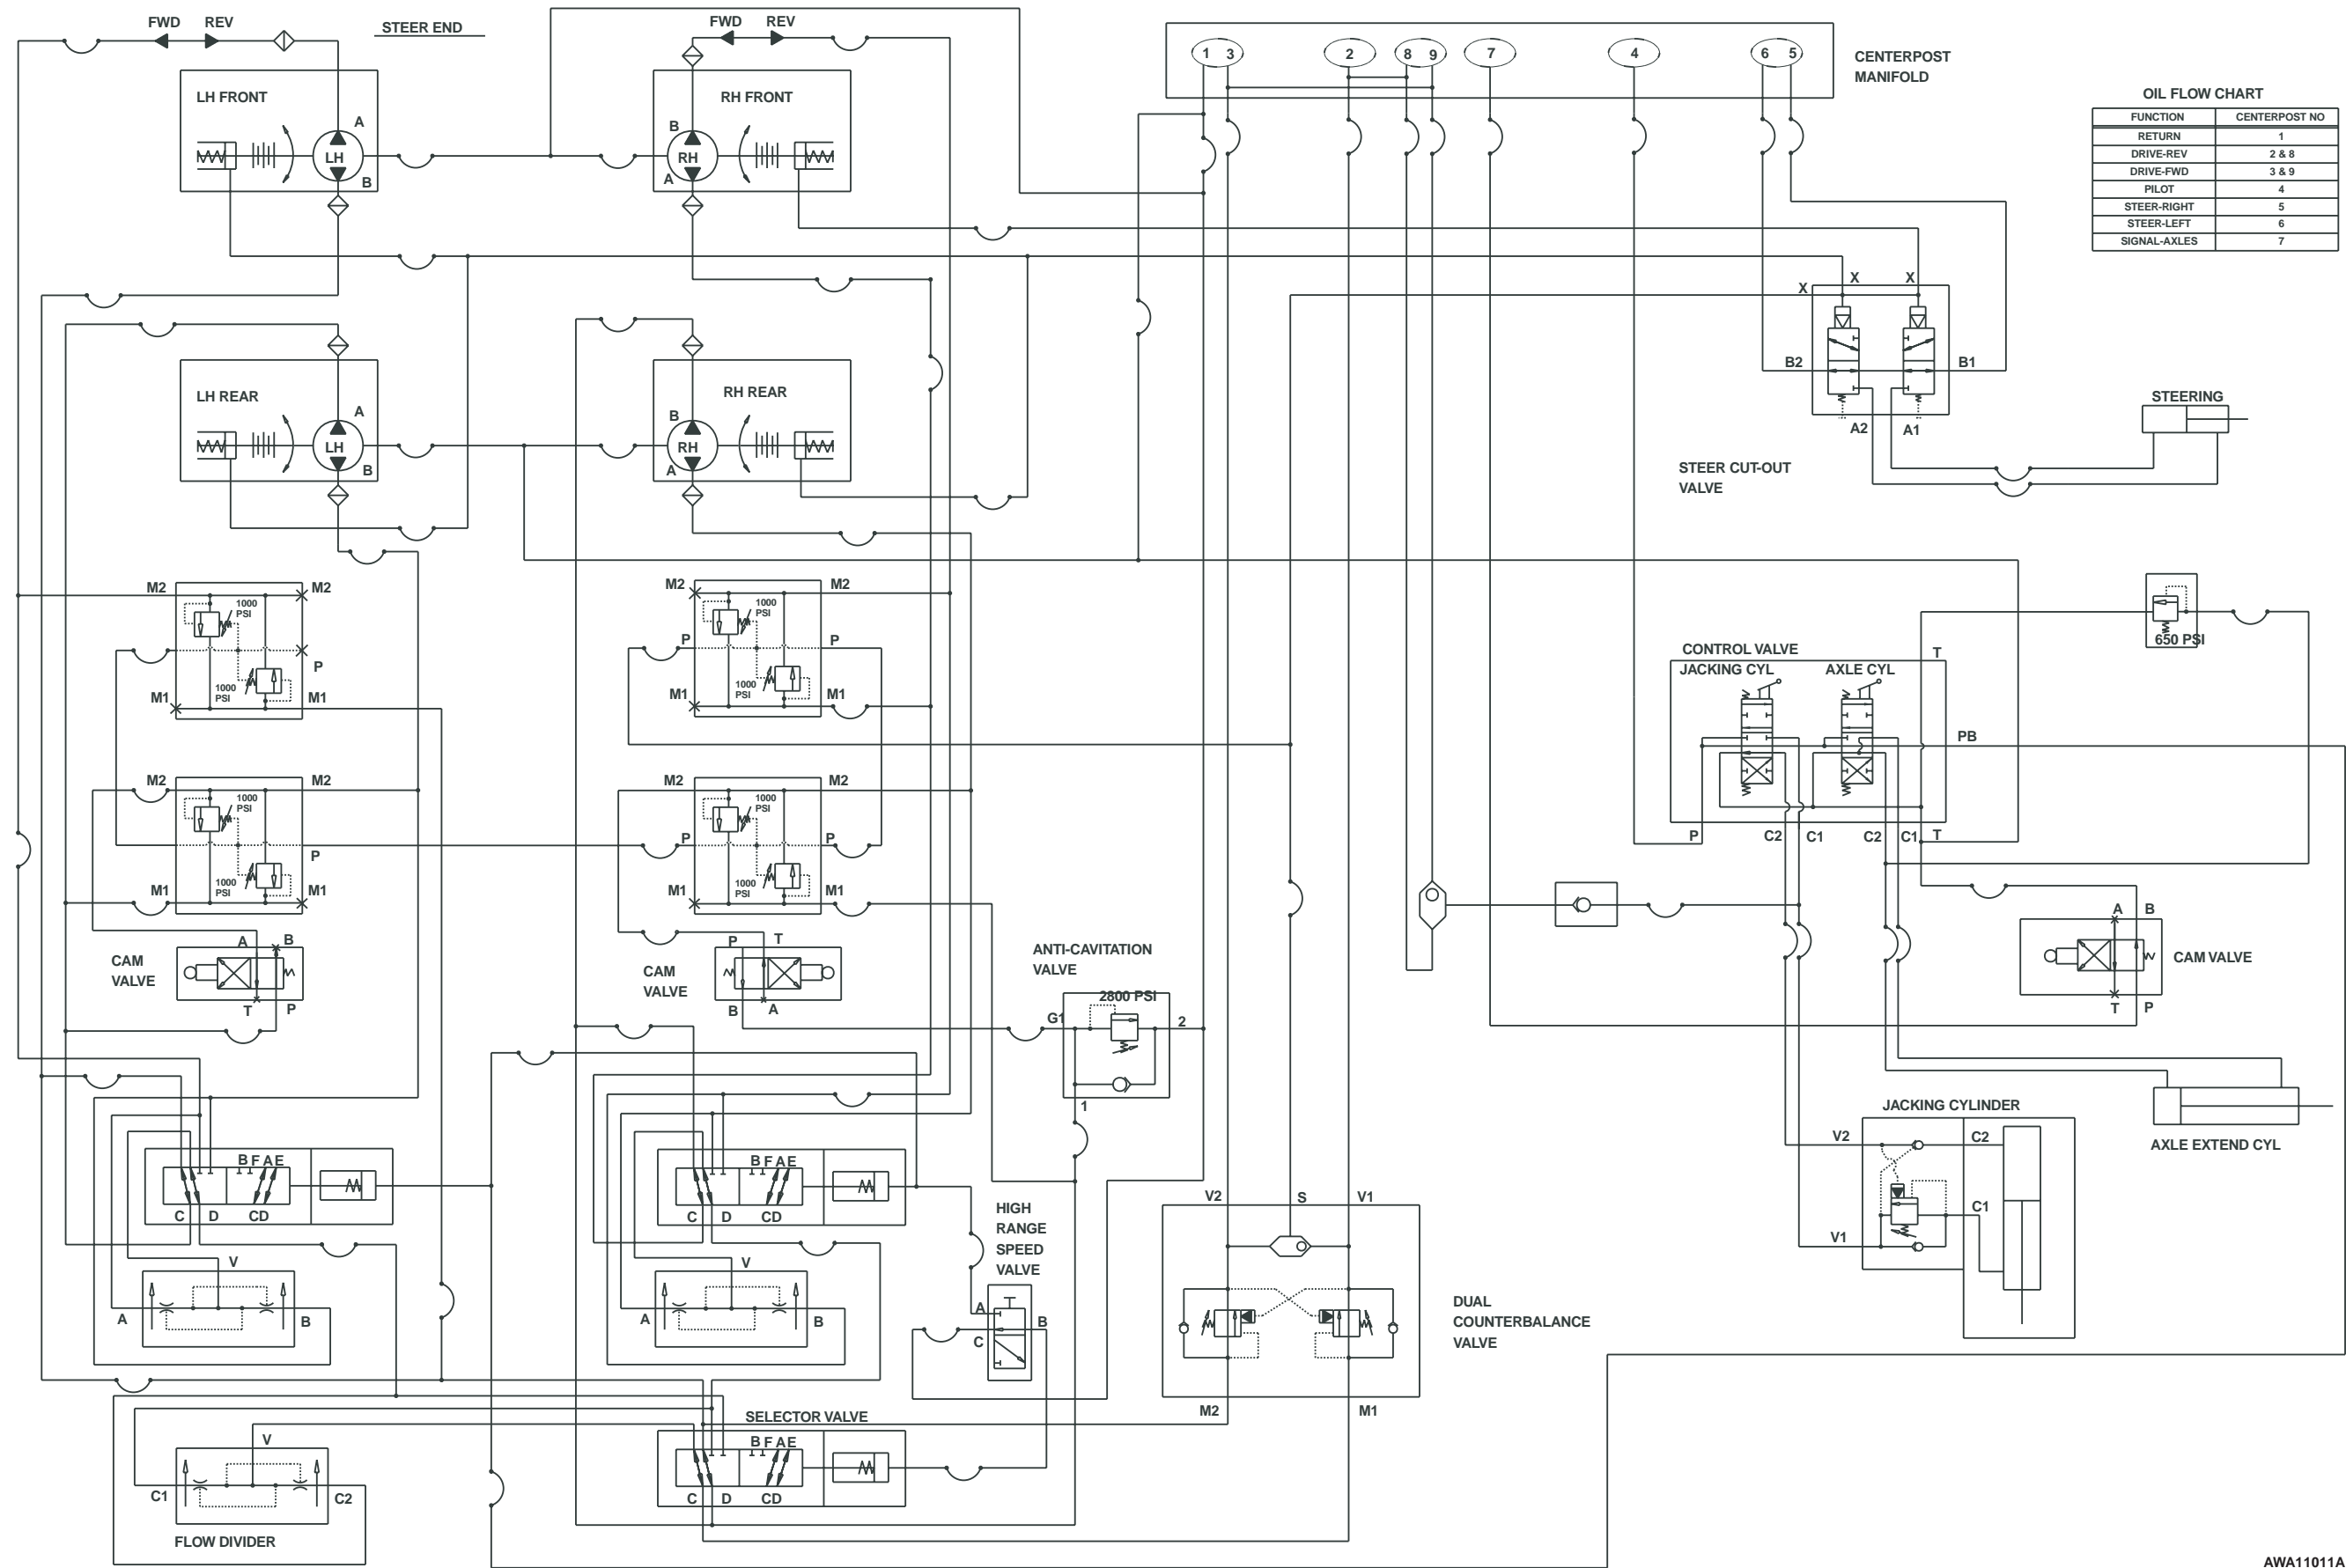 FWD REV
STEER END
FWD REV
1 3 2 8 9 7 4 6 5
CENTERPOST
MANIFOLD
LH FRONT
A
LH
B
RH FRONT
B
RH
A
OIL FLOW CHART
FUNCTION CENTERPOST NO
RETURN 1
DRIVE-REV 2 & 8
DRIVE-FWD 3 & 9
PILOT 4
STEER-RIGHT 5
STEER-LEFT 6
SIGNAL-AXLES 7
X X
X
B2 B1
A2 A1
STEER CUT-OUT
VALVE
STEERING
LH REAR
A
LH
B
RH REAR
B
RH
A
M2 M2
1000
PSI
P
1000
PSI
M1 M1
M2 M2
1000
PSI
P P
1000
PSI
M1 M1
650 PSI
CONTROL VALVE
T
JACKING CYL AXLE CYL
PB
P C2 C1 C2 C1 T
M2 M2
1000
PSI
P
1000
PSI
M1 M1
M2 M2
1000
PSI
P P
1000
PSI
M1 M1
CAM
VALVE
A B
T P
CAM
VALVE
P T
B A
ANTI-CAVITATION
VALVE
2800 PSI
G1 2
1
A B
CAM VALVE
T P
B F A E
C D CD
B F A E
C D CD
HIGH
RANGE
SPEED
VALVE
A
B
C
V
A B
V
A B
V2 S V1
DUAL
COUNTERBALANCE
VALVE
M2 M1
JACKING CYLINDER
V2 C2
C1
V1
AXLE EXTEND CYL
SELECTOR VALVE
B F A E
C D CD
V
C1 C2
FLOW DIVIDER
AWA11011A